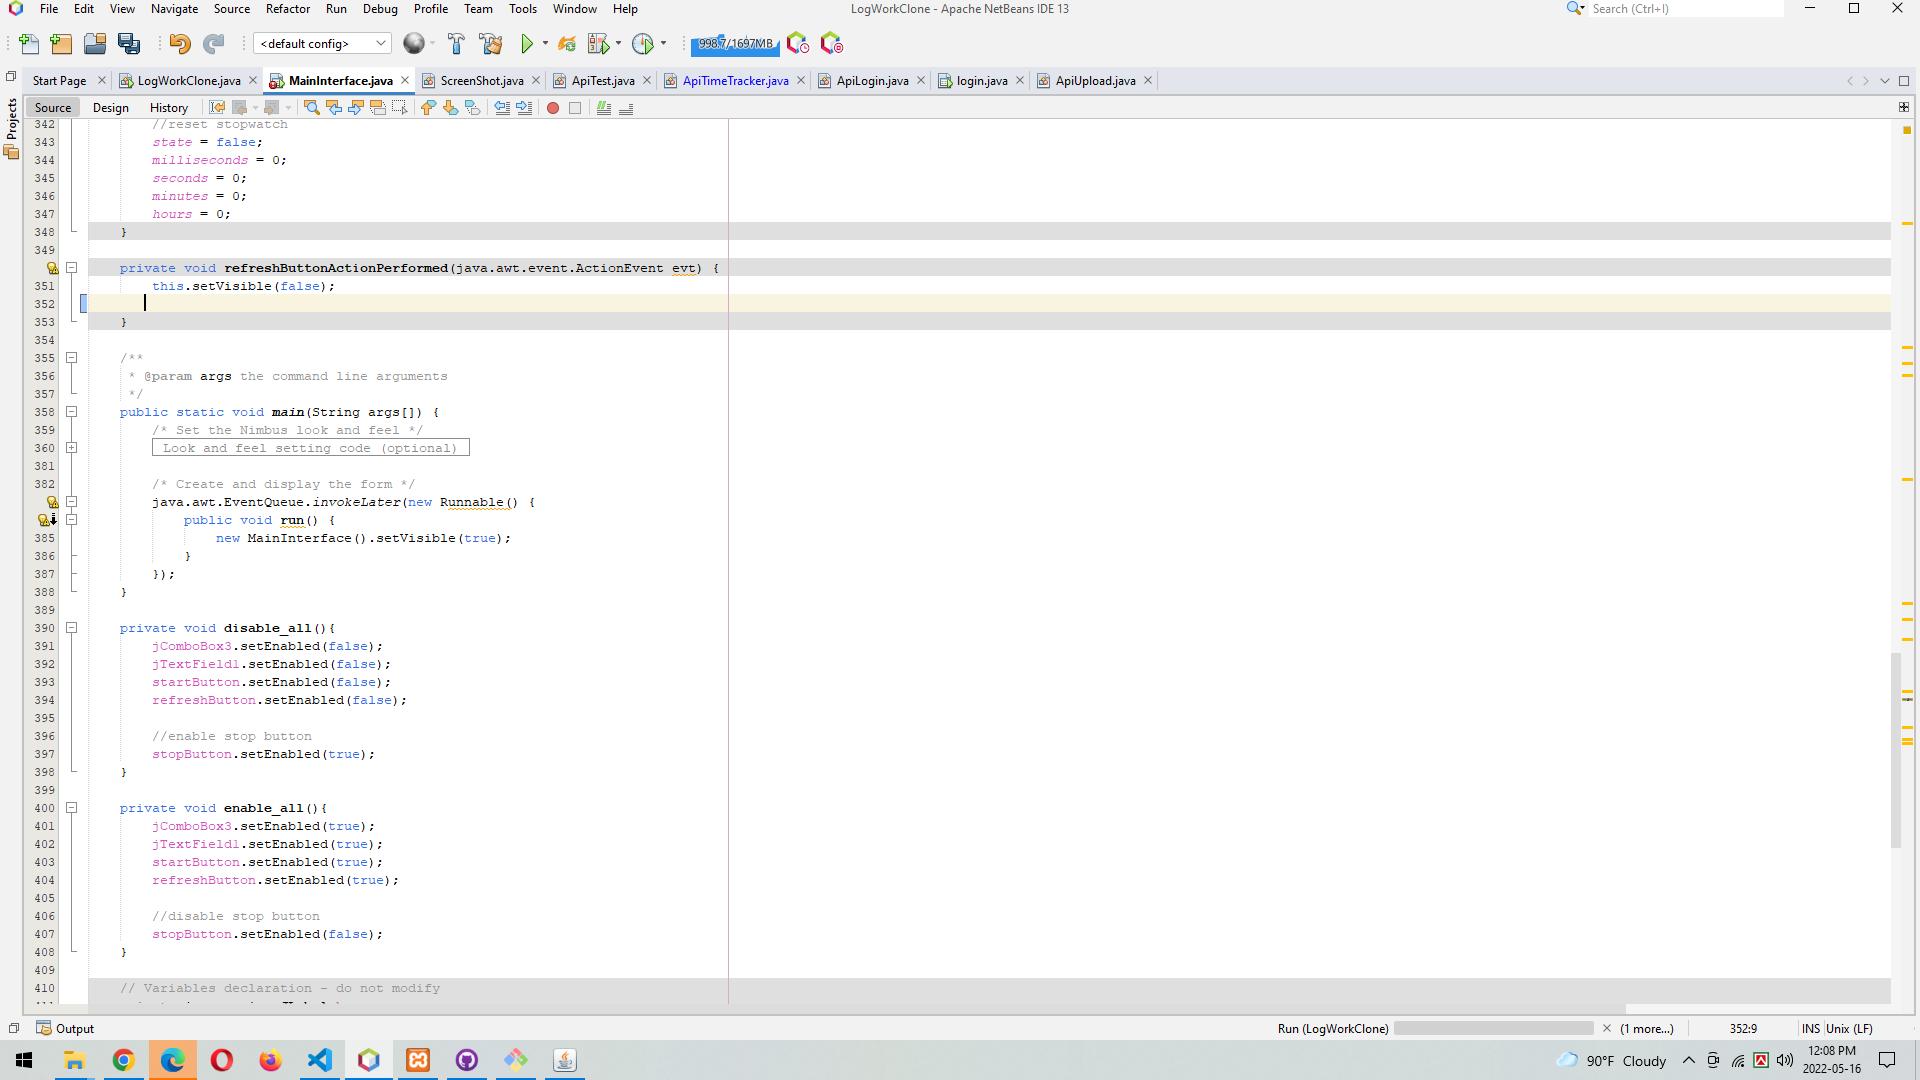 File Edit View Navigate Source Refactor Run Debug Profile Team Tools Window Help
LogWorkClone - Apache NetBeans IDE 13
Search (Ctrl+I)
<default config>
998.7/1697MB
Start Page
LogWorkClone.java
MainInterface.java
ScreenShot.java
ApiTest.java
ApiTimeTracker.java
ApiLogin.java
login.java
ApiUpload.java
Projects
Source Design History
342 //reset stopwatch
343 state = false;
344 milliseconds = 0;
345 seconds = 0;
346 minutes = 0;
347 hours = 0;
348 }
349
private void refreshButtonActionPerformed(java.awt.event.ActionEvent evt) {
351 this.setVisible(false);
352
353 }
354
355 /**
356 * @param args the command line arguments
357 */
358 public static void main(String args[]) {
359 /* Set the Nimbus look and feel */
360 Look and feel setting code (optional)
381
382 /* Create and display the form */
java.awt.EventQueue.invokeLater(new Runnable() {
public void run() {
385 new MainInterface().setVisible(true);
386 }
387 });
388 }
389
390 private void disable_all(){
391 jComboBox3.setEnabled(false);
392 jTextField1.setEnabled(false);
393 startButton.setEnabled(false);
394 refreshButton.setEnabled(false);
395
396 //enable stop button
397 stopButton.setEnabled(true);
398 }
399
400 private void enable_all(){
401 jComboBox3.setEnabled(true);
402 jTextField1.setEnabled(true);
403 startButton.setEnabled(true);
404 refreshButton.setEnabled(true);
405
406 //disable stop button
407 stopButton.setEnabled(false);
408 }
409
410 // Variables declaration - do not modify
Output
Run (LogWorkClone)
(1 more...)
352:9
INS Unix (LF)
90°F Cloudy
12:08 PM
2022-05-16